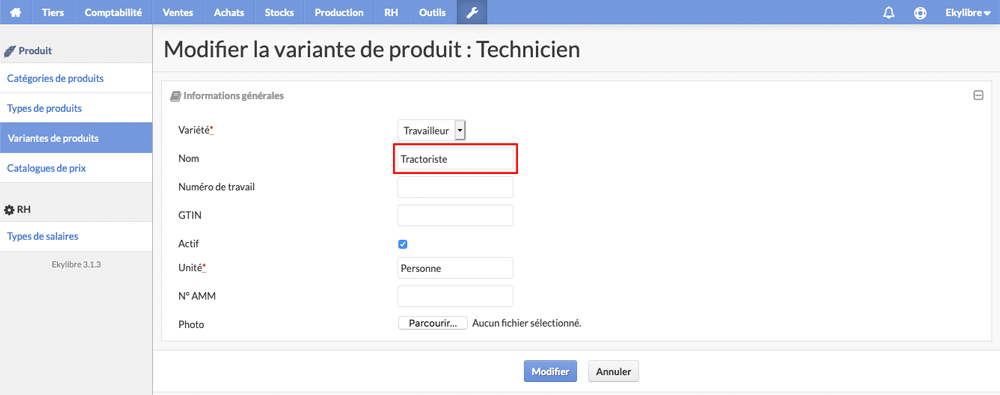 Tiers Comptabilité Ventes Achats Stocks Production RH Outils Ekylibre
Produit
Catégories de produits
Types de produits
Variantes de produits
Catalogues de prix
RH
Types de salaires
Ekylibre 3.1.3
Modifier la variante de produit : Technicien
Informations générales
Variété* Travailleur
Nom Tractoriste
Numéro de travail
GTIN
Actif
Unité* Personne
N° AMM
Photo Parcourir... Aucun fichier sélectionné.
Modifier Annuler